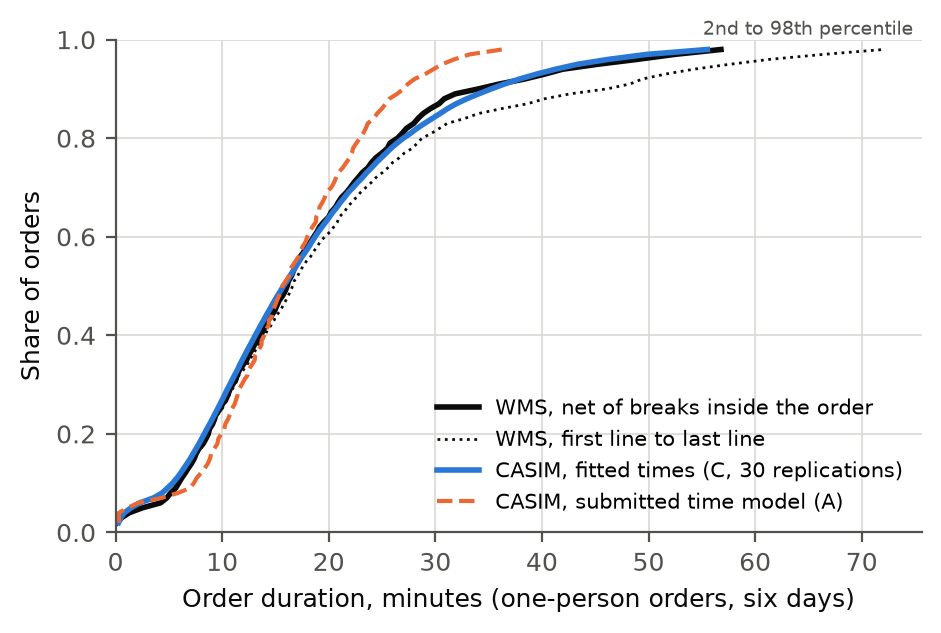 2nd to 98th percentile
1.0
0.8
0.6
0.4
0.2
0.0
Share of orders
WMS, net of breaks inside the order
WMS, first line to last line
CASIM, fitted times (C, 30 replications)
CASIM, submitted time model (A)
0 10 20 30 40 50 60 70
Order duration, minutes (one-person orders, six days)